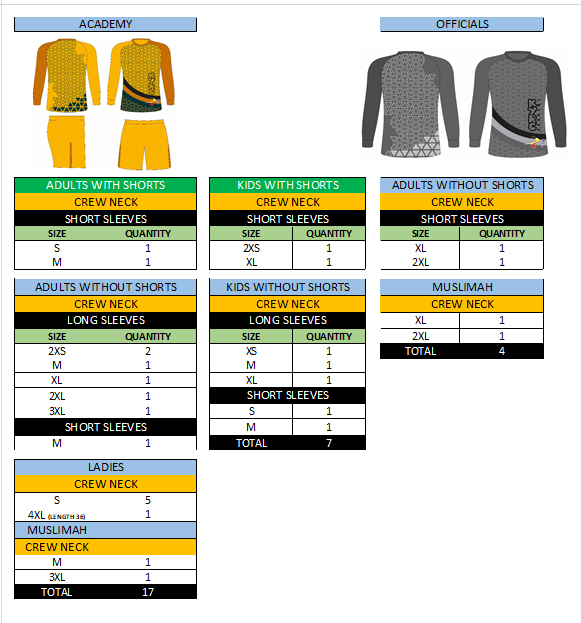 ACADEMY
ADULTS WITH SHORTS
CREW NECK
SHORT SLEEVES
SIZE QUANTITY
S 1
M 1
ADULTS WITHOUT SHORTS
CREW NECK
LONG SLEEVES
SIZE QUANTITY
2XS 2
M 1
XL 1
2XL 1
3XL 1
SHORT SLEEVES
M 1
LADIES
CREW NECK
S 5
4XL (LENGTH 36) 1
MUSLIMAH
CREW NECK
M 1
3XL 1
TOTAL 17
KIDS WITH SHORTS
CREW NECK
SHORT SLEEVES
SIZE QUANTITY
2XS 1
XL 1
KIDS WITHOUT SHORTS
CREW NECK
LONG SLEEVES
SIZE QUANTITY
XS 1
M 1
XL 1
SHORT SLEEVES
S 1
M 1
TOTAL 7
OFFICIALS
ADULTS WITHOUT SHORTS
CREW NECK
SHORT SLEEVES
SIZE QUANTITY
XL 1
2XL 1
MUSLIMAH
CREW NECK
XL 1
2XL 1
TOTAL 4